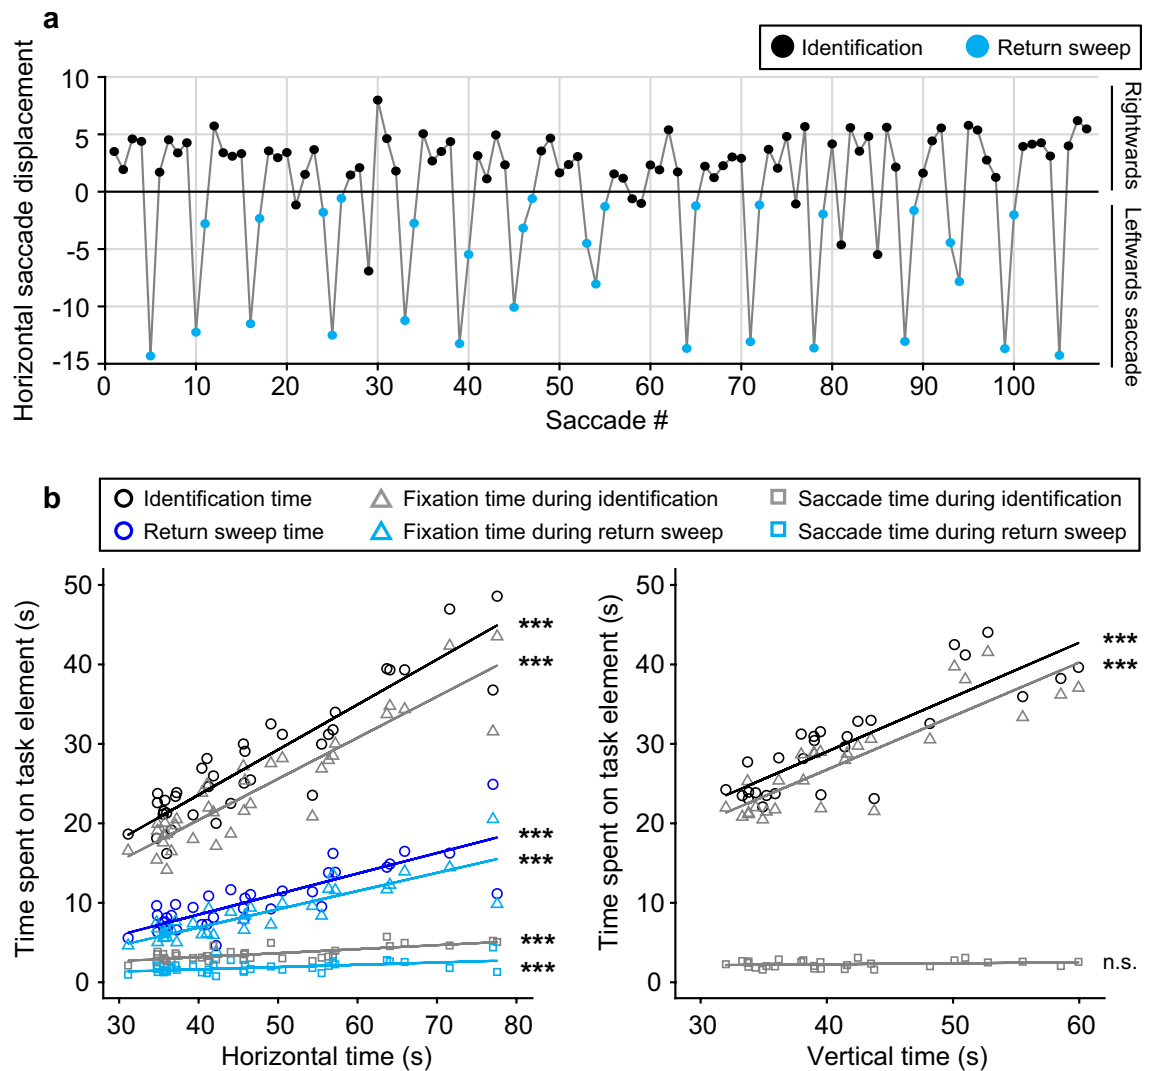 a
Identification
Return sweep
Horizontal saccade displacement
10
5
0
-5
-10
-15
Rightwards
Leftwards saccade
0 10 20 30 40 50 60 70 80 90 100
Saccade #
b
Identification time
Fixation time during identification
Saccade time during identification
Return sweep time
Fixation time during return sweep
Saccade time during return sweep
Time spent on task element (s)
50
40
30
20
10
0
***
***
***
***
***
***
30 40 50 60 70 80
Horizontal time (s)
Time spent on task element (s)
50
40
30
20
10
0
***
***
n.s.
30 40 50 60
Vertical time (s)